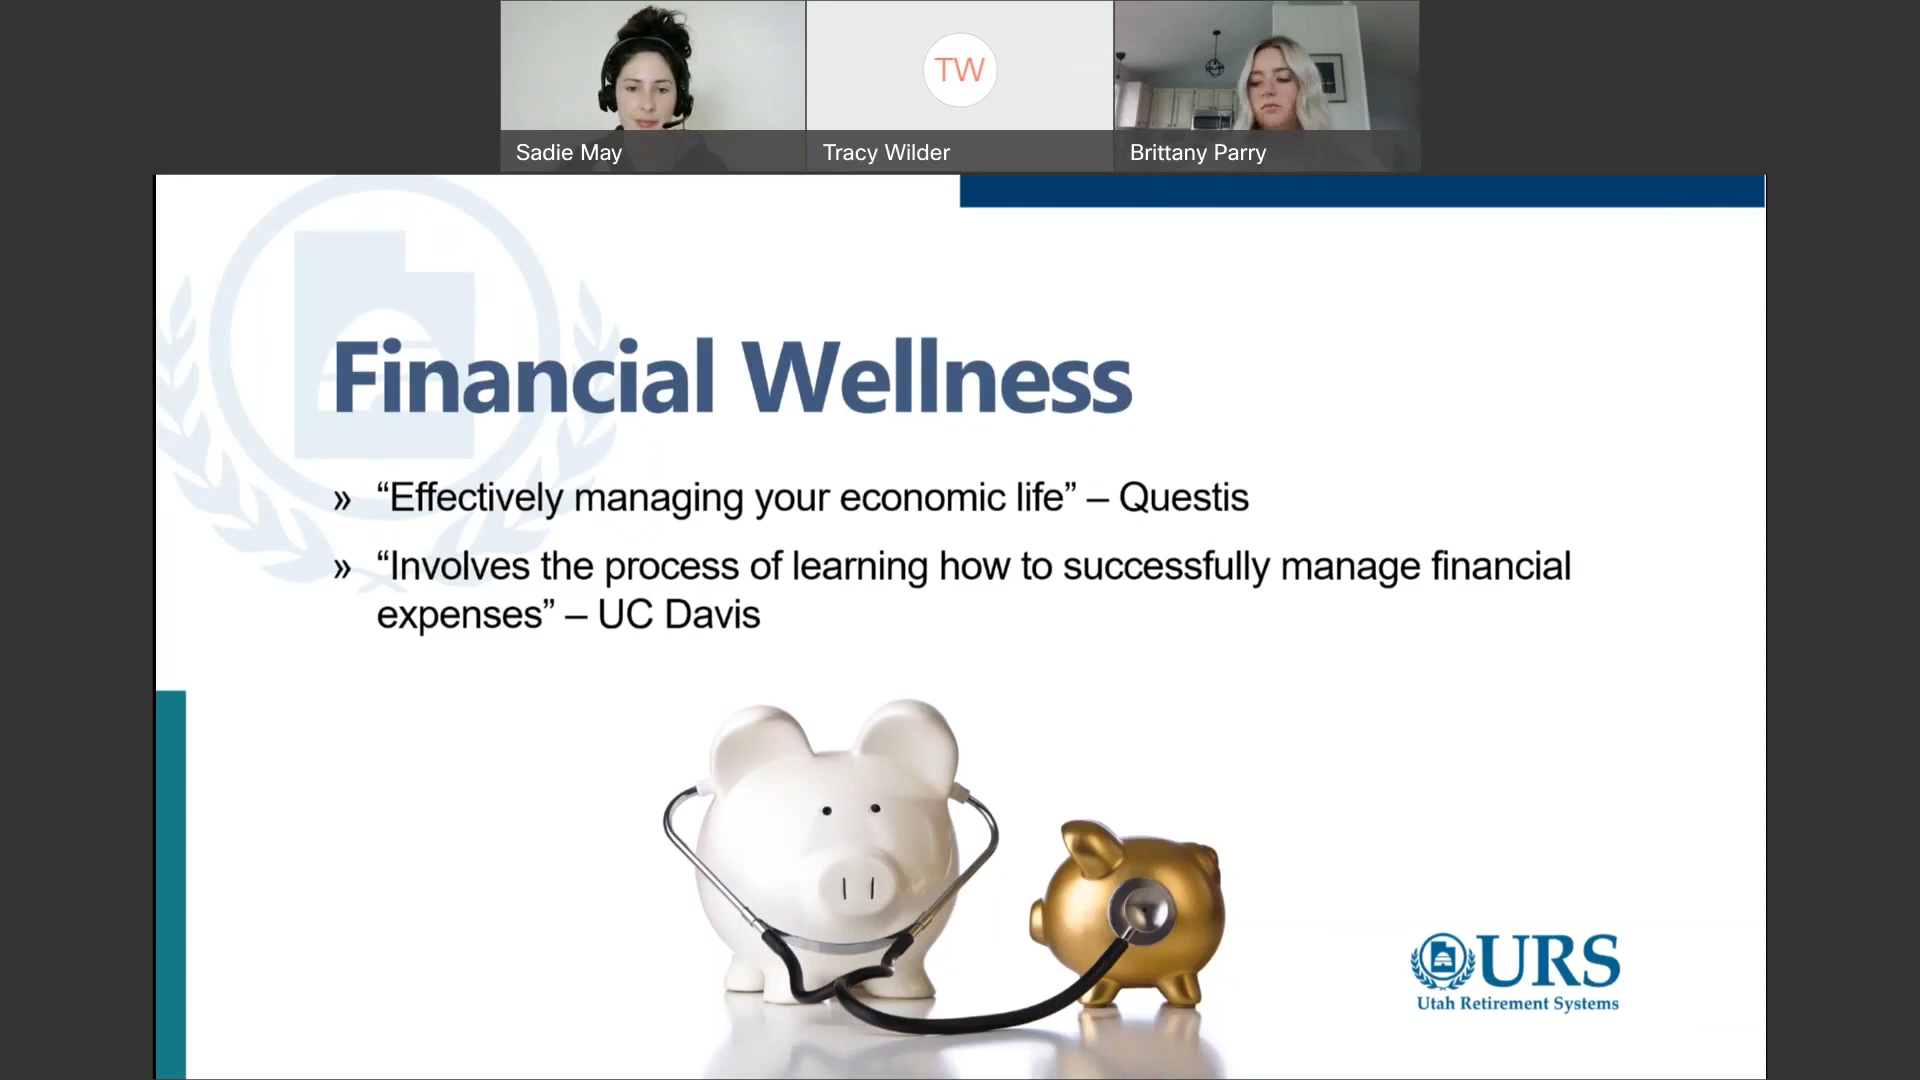 TW
Sadie May
Tracy Wilder
Brittany Parry
Financial Wellness
» “Effectively managing your economic life” – Questis
» “Involves the process of learning how to successfully manage financial
expenses” – UC Davis
URS
Utah Retirement Systems